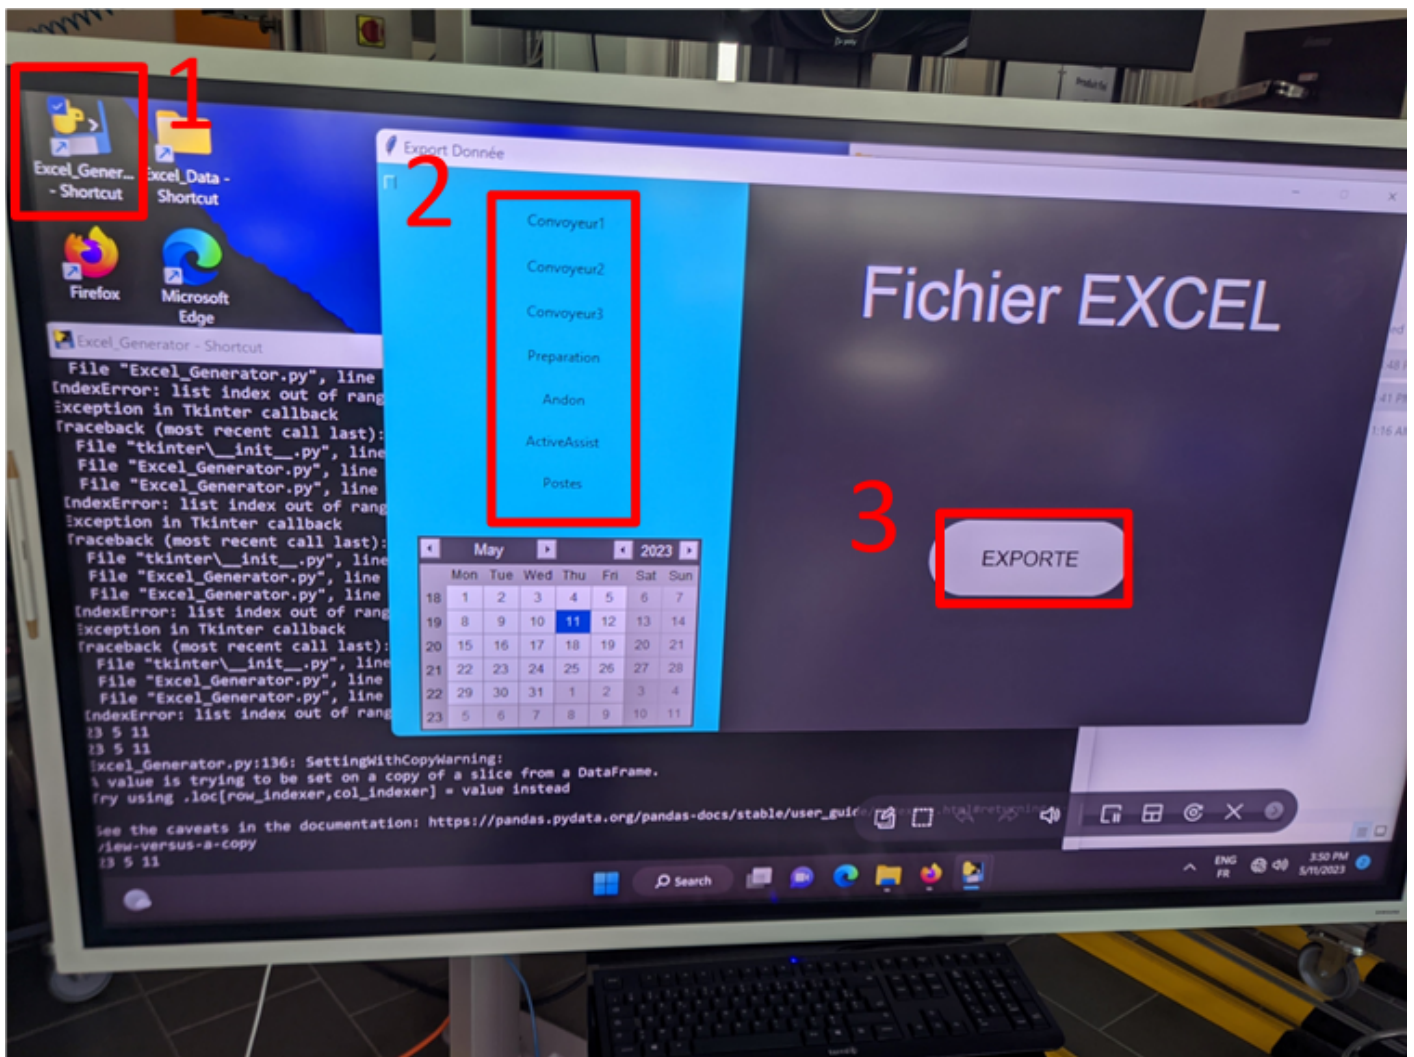 1
Excel_Gener...
- Shortcut
Excel_Data -
Shortcut
Firefox
Microsoft
Edge
Export Donnée
2
Convoyeur1
Convoyeur2
Convoyeur3
Preparation
Andon
ActiveAssist
Postes
Fichier EXCEL
3
EXPORTE
May 2023
Mon Tue Wed Thu Fri Sat Sun
18 1 2 3 4 5 6 7
19 8 9 10 11 12 13 14
20 15 16 17 18 19 20 21
21 22 23 24 25 26 27 28
22 29 30 31 1 2 3 4
23 5 6 7 8 9 10 11
Excel_Generator - Shortcut
File "Excel_Generator.py", line
IndexError: list index out of rang
Exception in Tkinter callback
Traceback (most recent call last):
File "tkinter\__init__.py", line
File "Excel_Generator.py", line
File "Excel_Generator.py", line
IndexError: list index out of rang
Exception in Tkinter callback
Traceback (most recent call last):
File "tkinter\__init__.py", line
File "Excel_Generator.py", line
File "Excel_Generator.py", line
IndexError: list index out of rang
Exception in Tkinter callback
Traceback (most recent call last):
File "tkinter\__init__.py", line
File "Excel_Generator.py", line
File "Excel_Generator.py", line
IndexError: list index out of rang
23 5 11
23 5 11
Excel_Generator.py:136: SettingWithCopyWarning:
A value is trying to be set on a copy of a slice from a DataFrame.
Try using .loc[row_indexer,col_indexer] = value instead
See the caveats in the documentation: https://pandas.pydata.org/pandas-docs/stable/user_guide
view-versus-a-copy
23 5 11
Search
ENG
FR
3:50 PM
5/11/2023